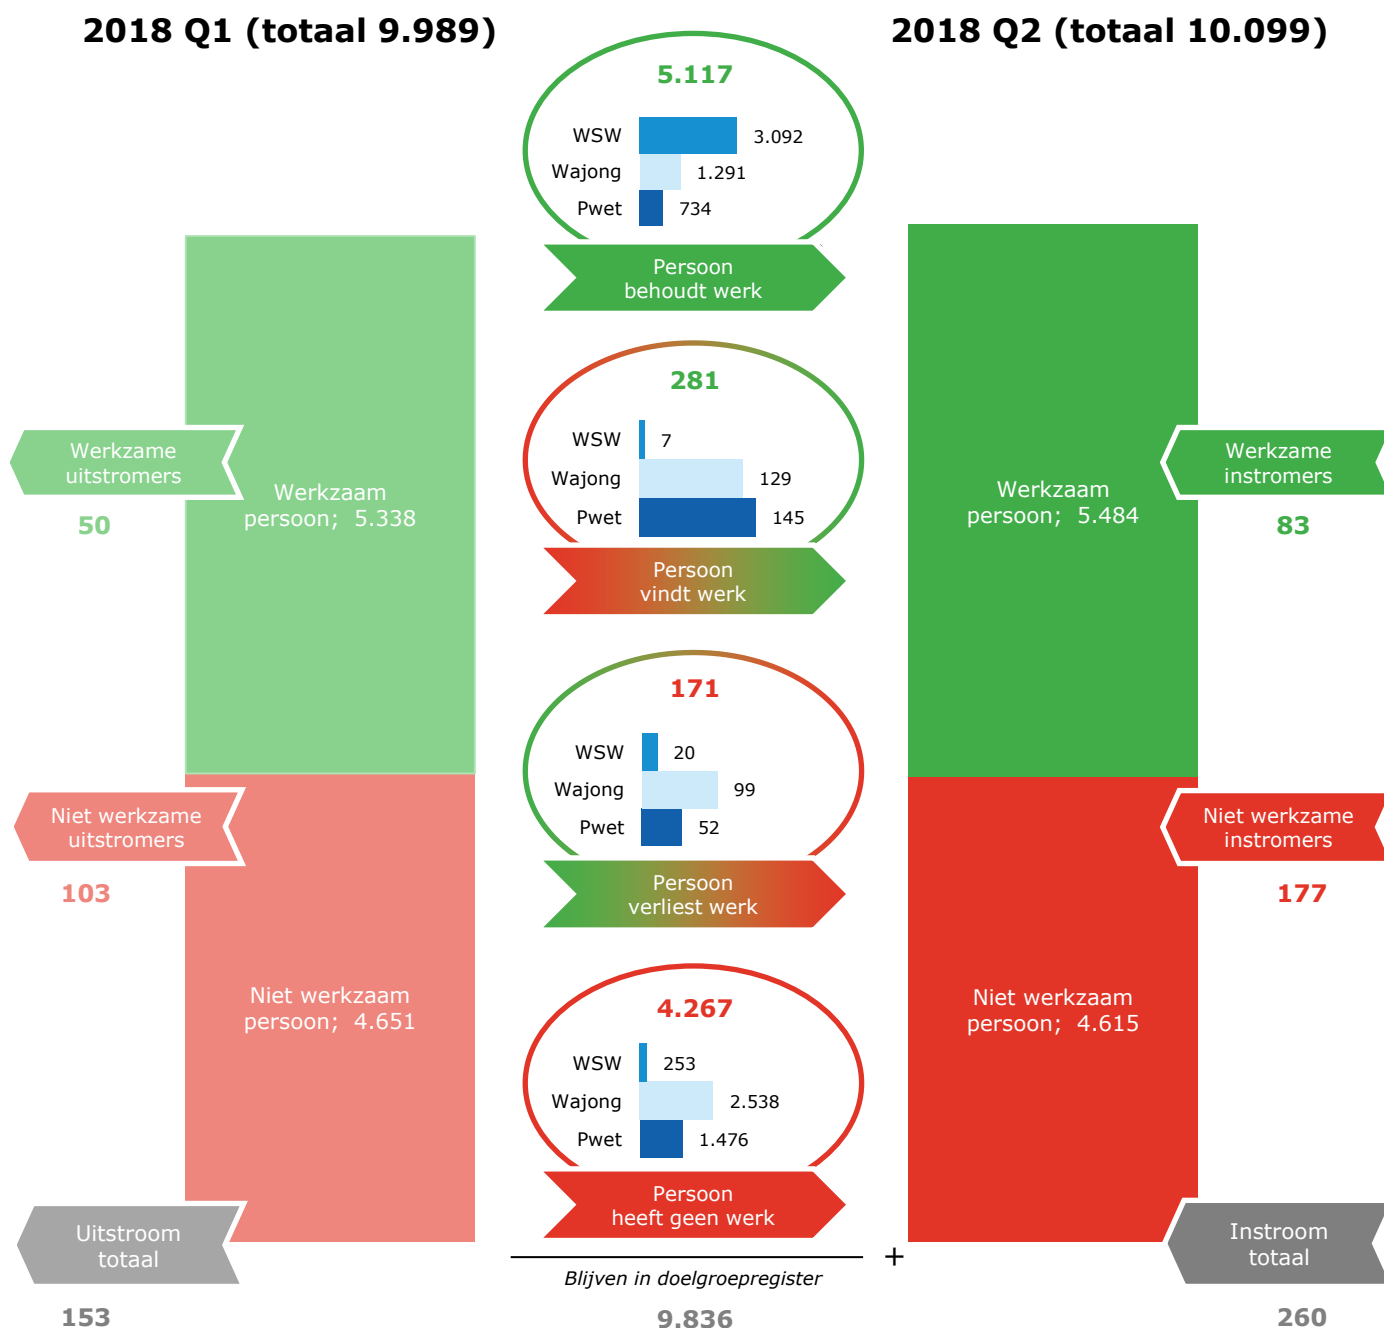 2018 Q1 (totaal 9.989)
2018 Q2 (totaal 10.099)
5.117
WSW 3.092
Wajong 1.291
Pwet 734
Persoon
behoudt werk
281
WSW 7
Wajong 129
Pwet 145
Persoon
vindt werk
171
WSW 20
Wajong 99
Pwet 52
Persoon
verliest werk
4.267
WSW 253
Wajong 2.538
Pwet 1.476
Persoon
heeft geen werk
Blijven in doelgroepregister
9.836
+
Werkzame
uitstromers
50
Werkzaam
persoon; 5.338
Niet werkzame
uitstromers
103
Niet werkzaam
persoon; 4.651
Uitstroom
totaal
153
Werkzaam
persoon; 5.484
Werkzame
instromers
83
Niet werkzame
instromers
177
Niet werkzaam
persoon; 4.615
Instroom
totaal
260